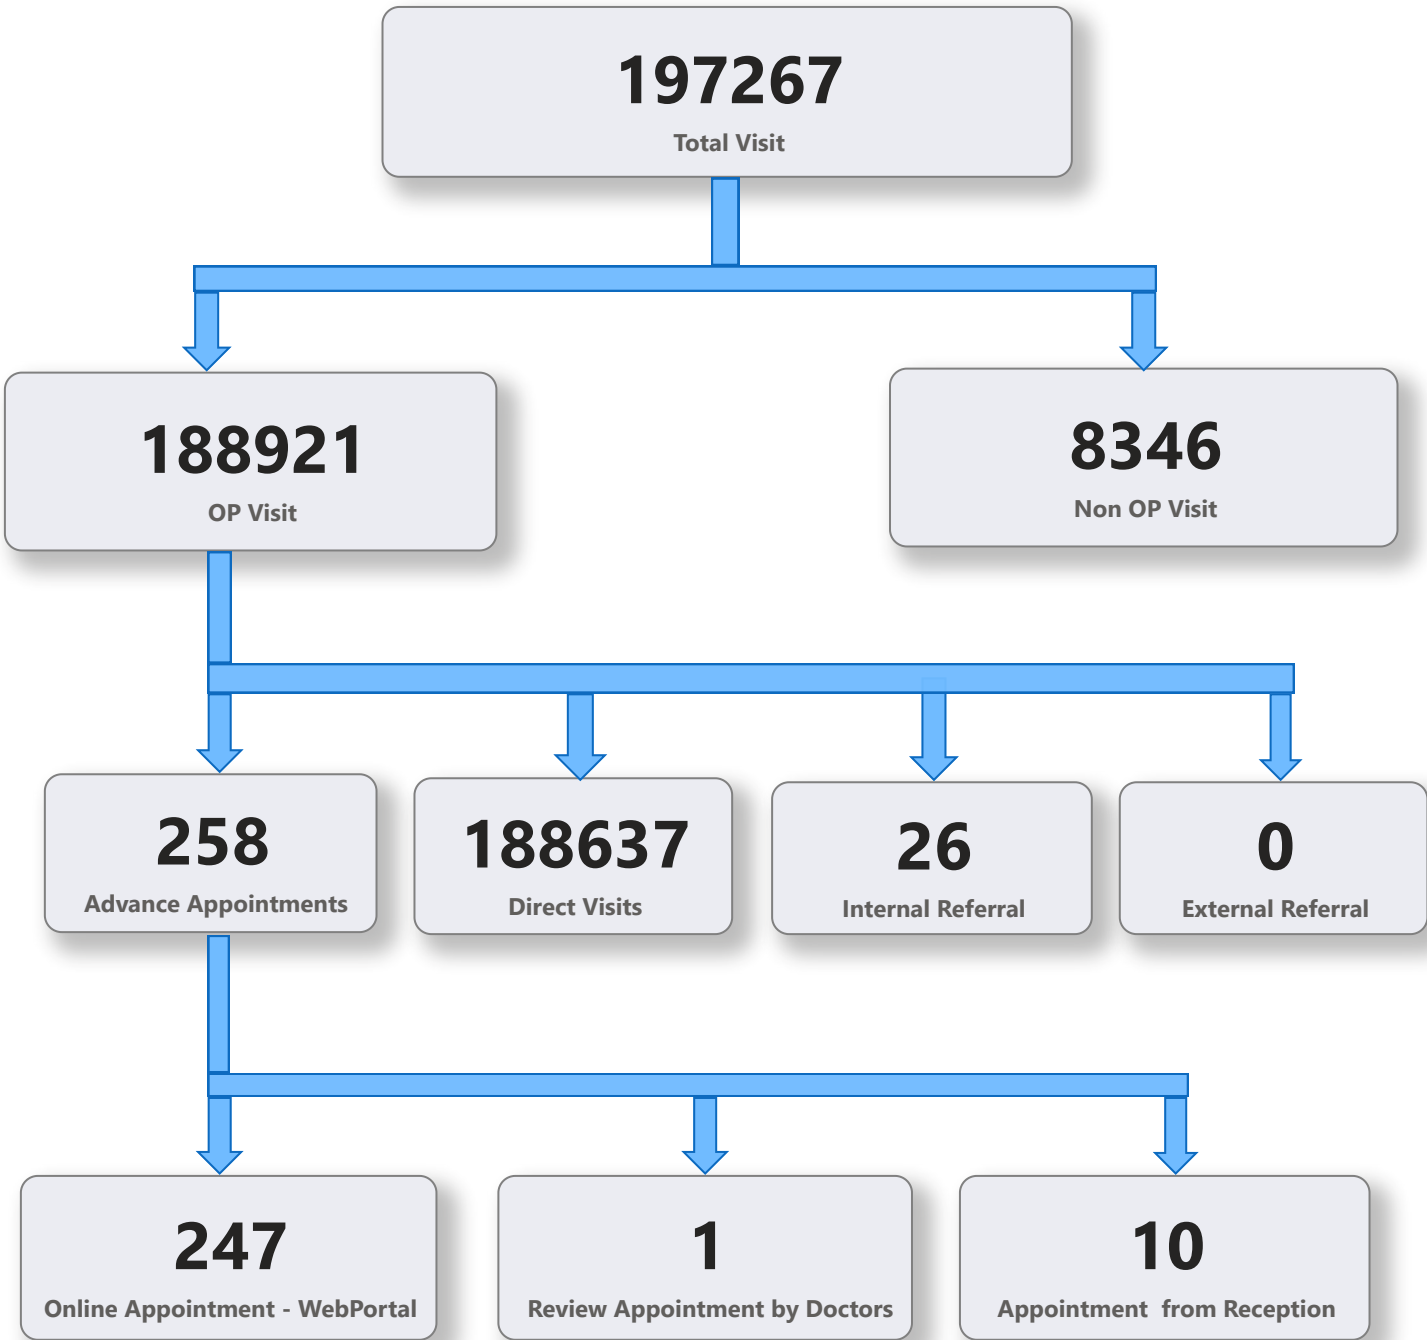 197267
Total Visit
188921
OP Visit
8346
Non OP Visit
258
Advance Appointments
188637
Direct Visits
26
Internal Referral
0
External Referral
247
Online Appointment - WebPortal
1
Review Appointment by Doctors
10
Appointment  from Reception